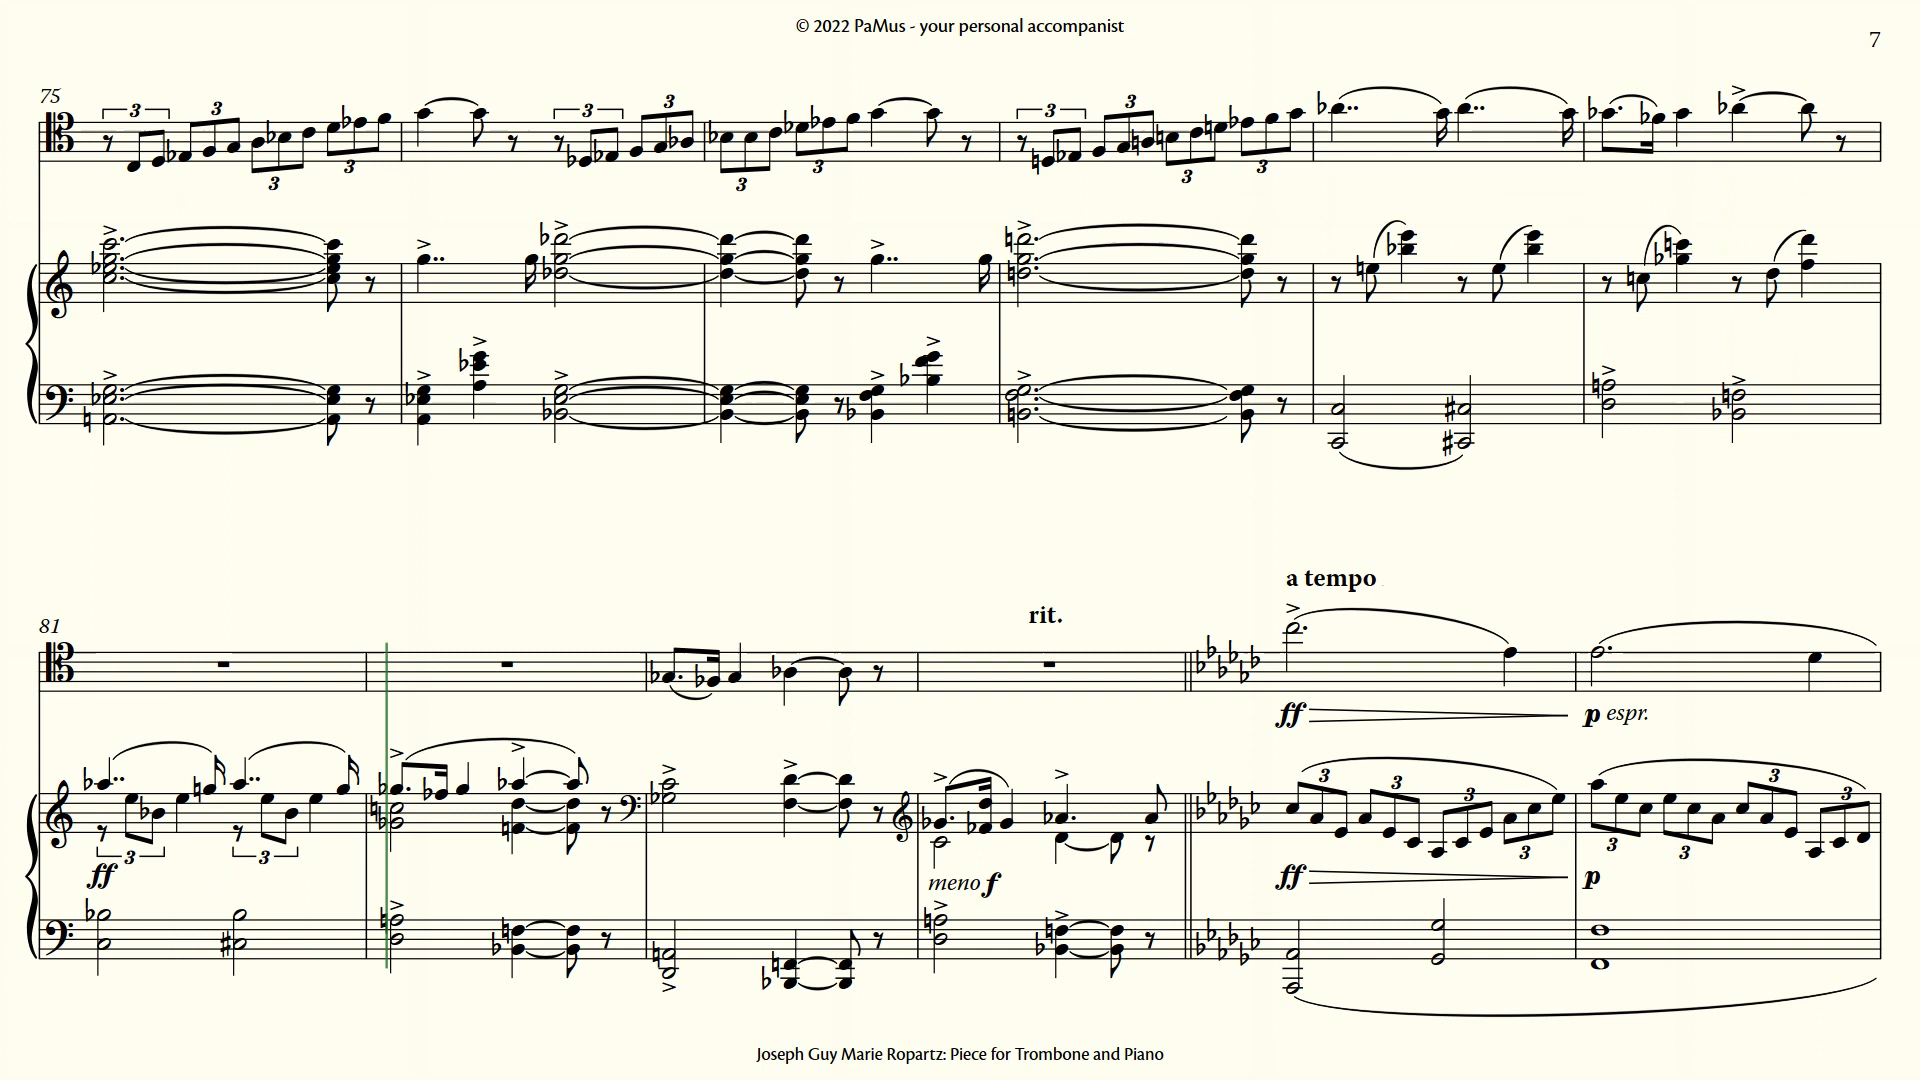 © 2022 PaMus - your personal accompanist
7
75
3 3 3 3 3 3 3 3 3 3 3 3
81
rit.
a tempo
ff p espr.
3 3 3 3 3 3 3 3
3 3
ff meno f ff p
Joseph Guy Marie Ropartz: Piece for Trombone and Piano